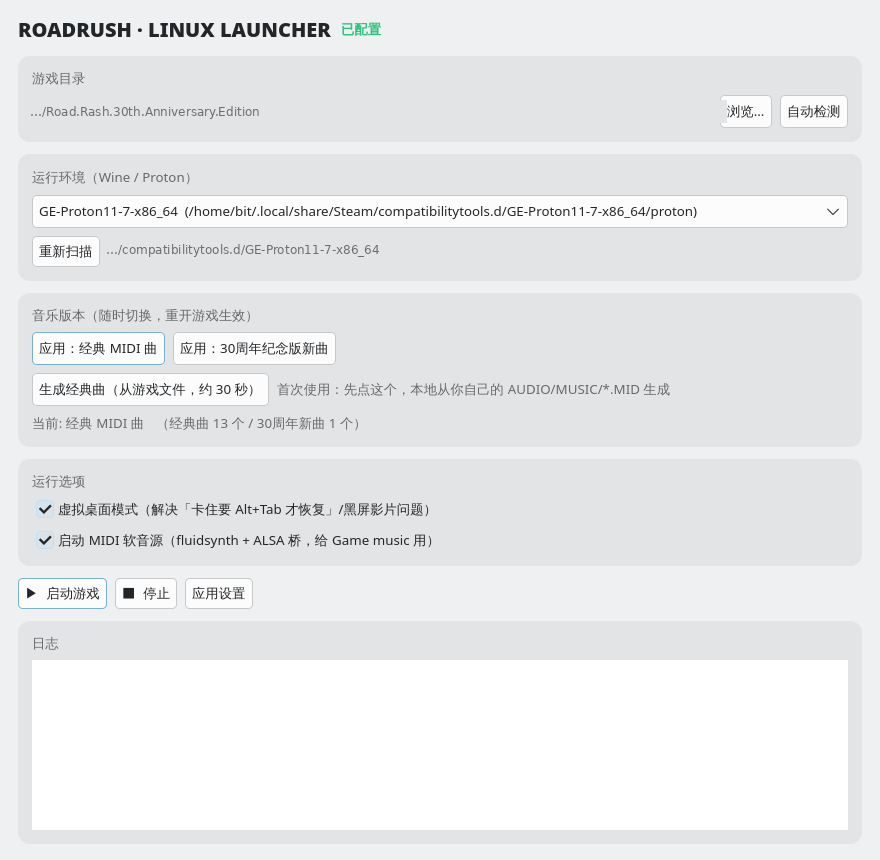 ROADRUSH · LINUX LAUNCHER 已配置
游戏目录
.../Road.Rash.30th.Anniversary.Edition 浏览... 自动检测
运行环境（Wine / Proton）
GE-Proton11-7-x86_64 (/home/bit/.local/share/Steam/compatibilitytools.d/GE-Proton11-7-x86_64/proton)
重新扫描 .../compatibilitytools.d/GE-Proton11-7-x86_64
音乐版本（随时切换，重开游戏生效）
应用：经典 MIDI 曲 应用：30周年纪念版新曲
生成经典曲（从游戏文件，约 30 秒） 首次使用：先点这个，本地从你自己的 AUDIO/MUSIC/*.MID 生成
当前: 经典 MIDI 曲 （经典曲 13 个 / 30周年新曲 1 个）
运行选项
虚拟桌面模式（解决「卡住要 Alt+Tab 才恢复」/黑屏影片问题）
启动 MIDI 软音源（fluidsynth + ALSA 桥，给 Game music 用）
启动游戏 停止 应用设置
日志